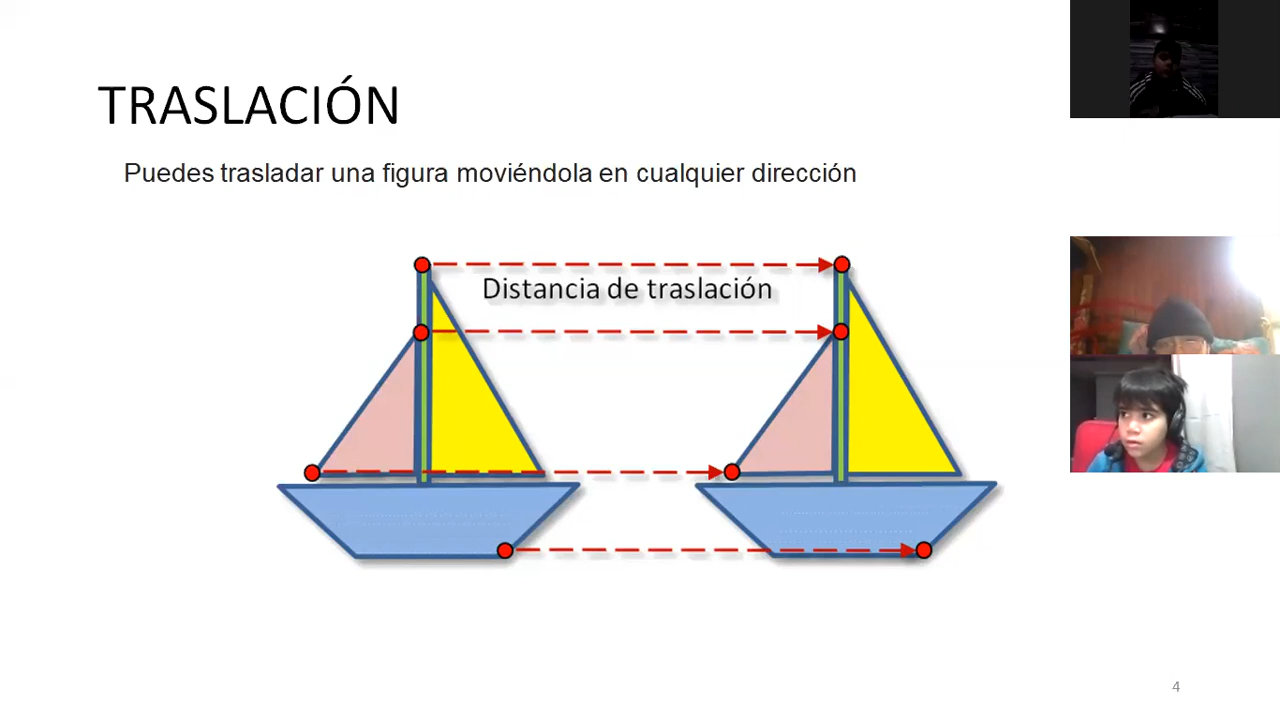 TRASLACIÓN
Puedes trasladar una figura moviéndola en cualquier dirección
Distancia de traslación
4